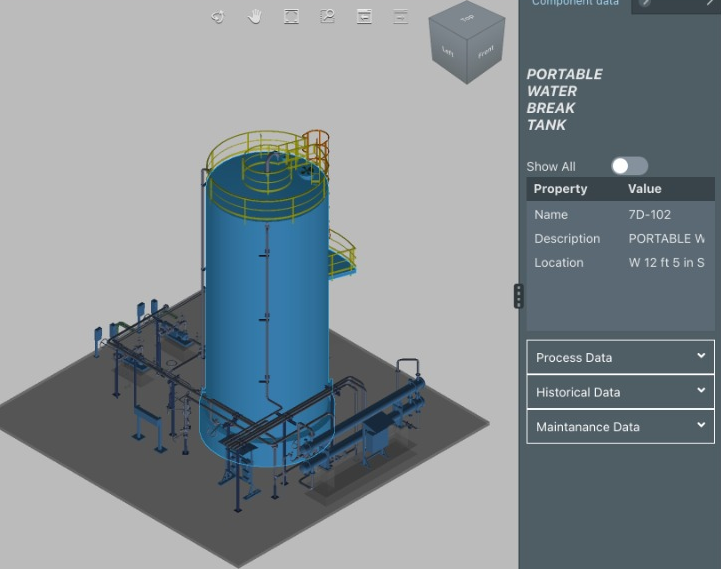 Component data
Top
Left
Front
PORTABLE
WATER
BREAK
TANK
Show All
Property Value
Name 7D-102
Description PORTABLE W
Location W 12 ft 5 in S
Process Data
Historical Data
Maintanance Data